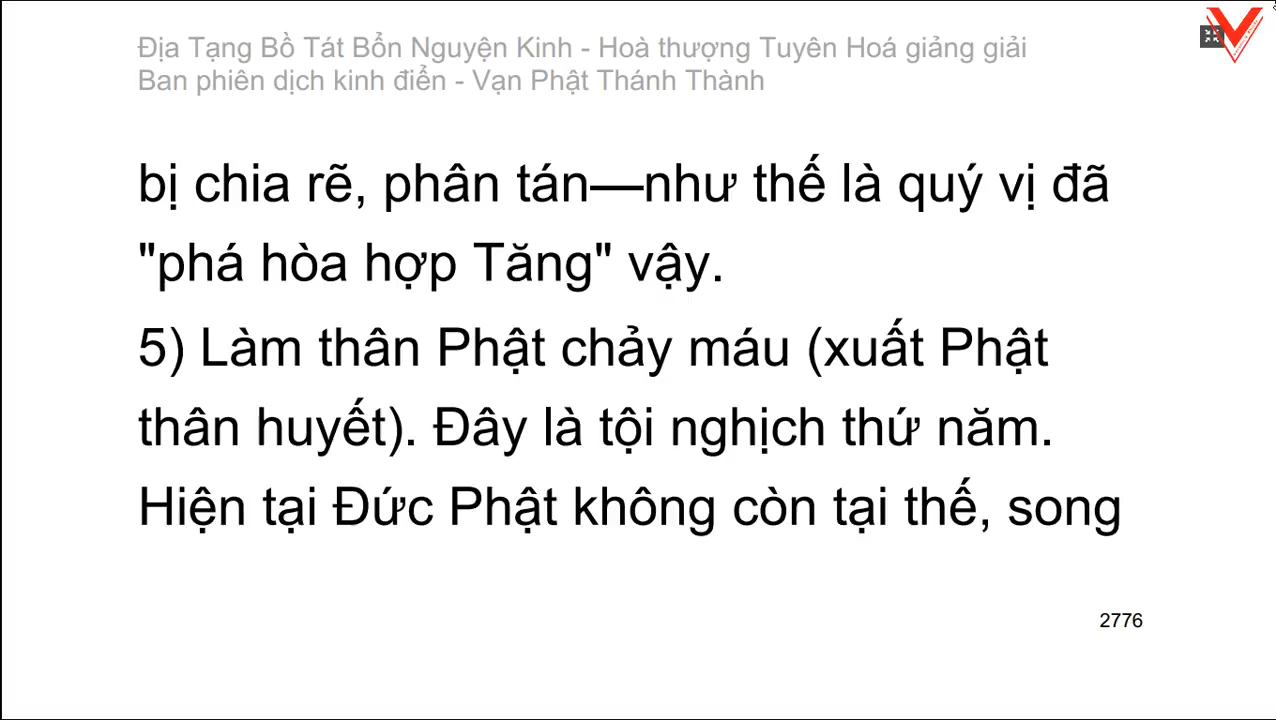 Địa Tạng Bồ Tát Bổn Nguyện Kinh - Hoà thượng Tuyên Hoá giảng giải
Ban phiên dịch kinh điển - Vạn Phật Thánh Thành
bị chia rẽ, phân tán—như thế là quý vị đã
"phá hòa hợp Tăng" vậy.
5) Làm thân Phật chảy máu (xuất Phật
thân huyết). Đây là tội nghịch thứ năm.
Hiện tại Đức Phật không còn tại thế, song
2776